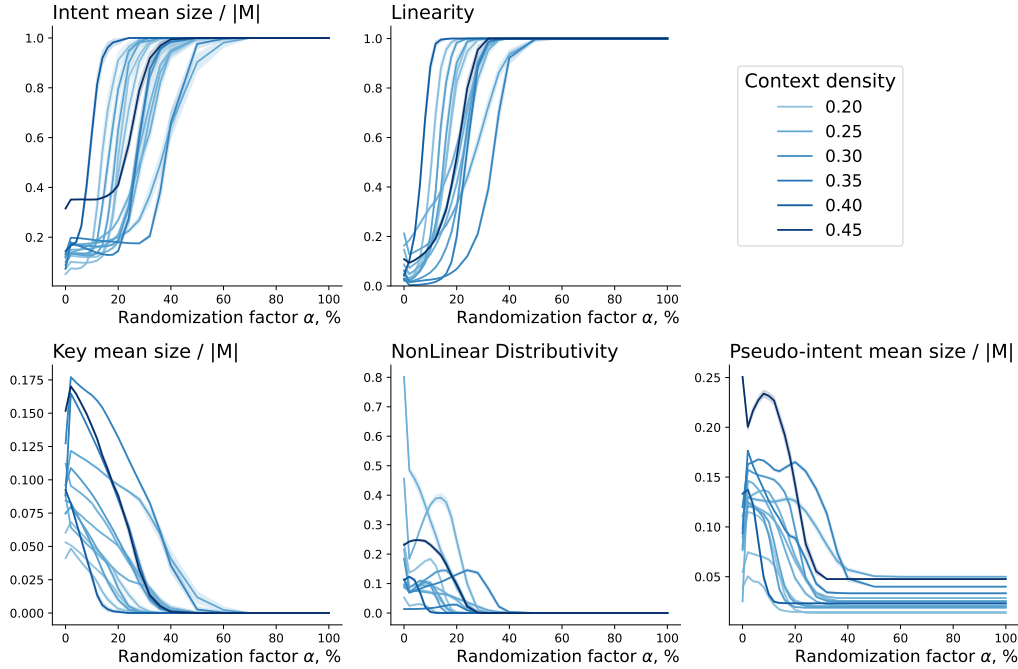 Intent mean size / |M|
1.0
0.8
0.6
0.4
0.2
0 20 40 60 80 100
Randomization factor α, %
Linearity
1.0
0.8
0.6
0.4
0.2
0.0
0 20 40 60 80 100
Randomization factor α, %
Context density
0.20
0.25
0.30
0.35
0.40
0.45
Key mean size / |M|
0.175
0.150
0.125
0.100
0.075
0.050
0.025
0.000
0 20 40 60 80 100
Randomization factor α, %
NonLinear Distributivity
0.8
0.7
0.6
0.5
0.4
0.3
0.2
0.1
0.0
0 20 40 60 80 100
Randomization factor α, %
Pseudo-intent mean size / |M|
0.25
0.20
0.15
0.10
0.05
0 20 40 60 80 100
Randomization factor α, %